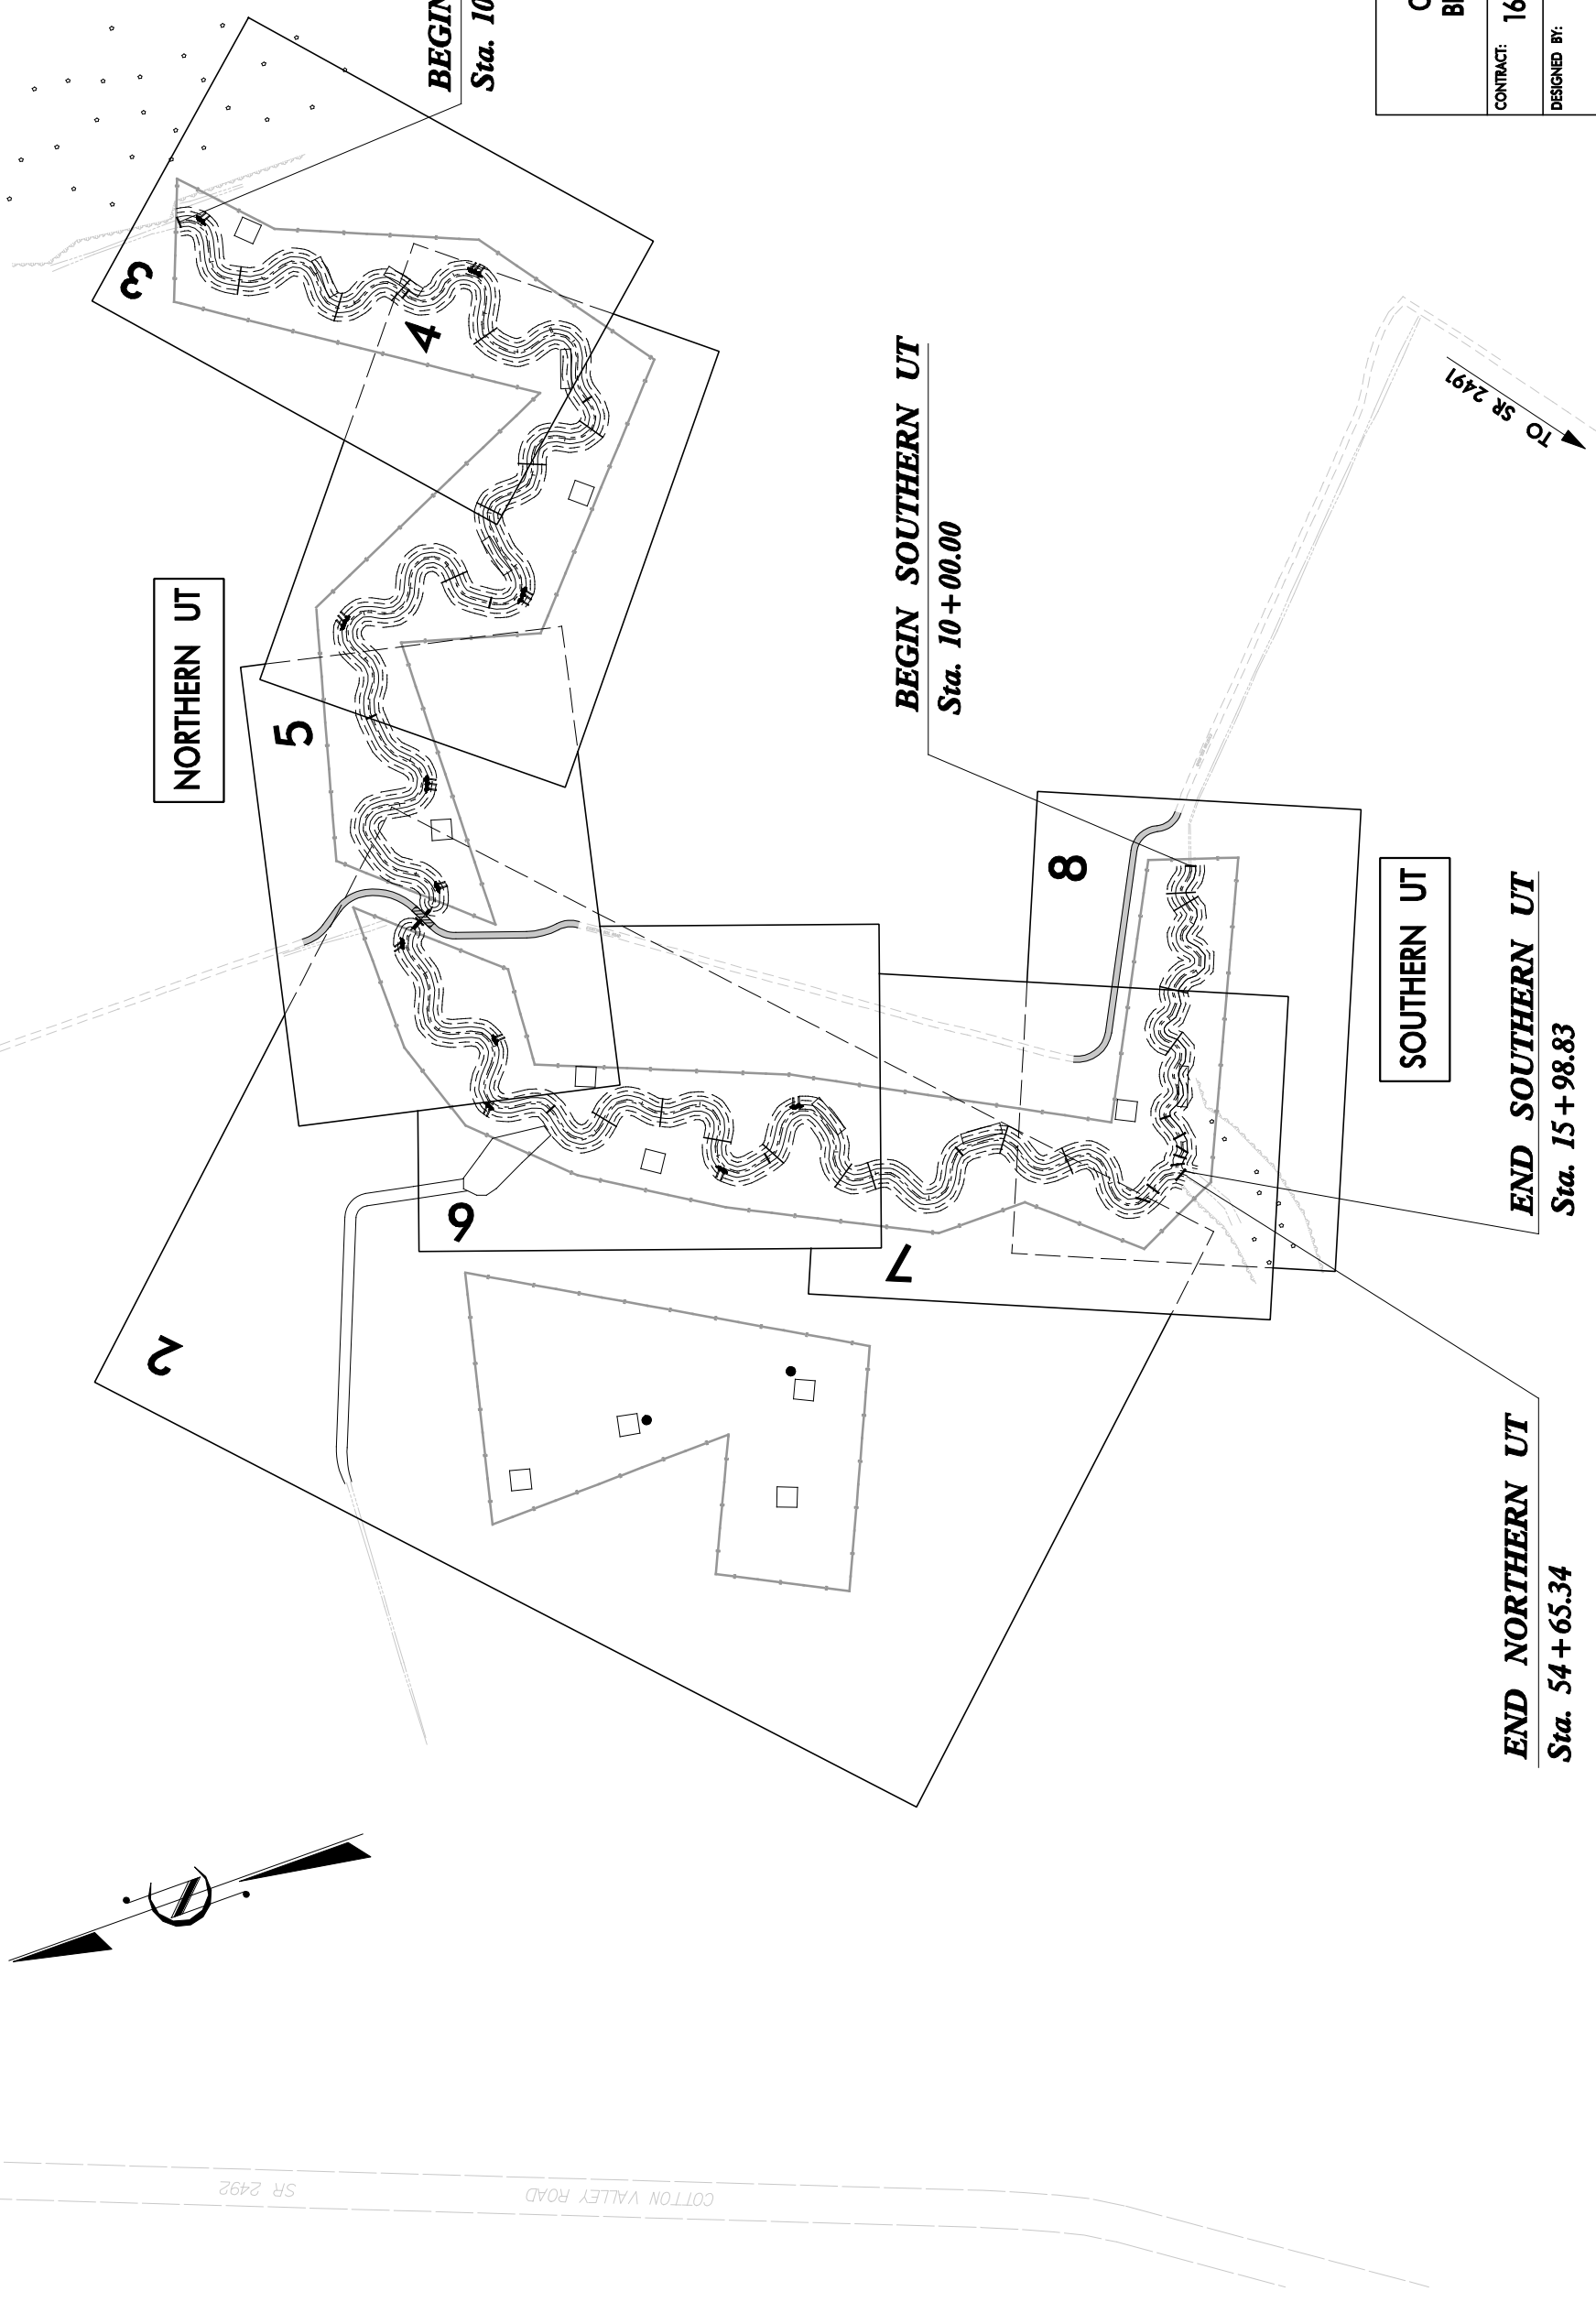 BEGIN
Sta. 10
CONTRACT: 16
DESIGNED BY:
3
4
NORTHERN UT
5
BEGIN SOUTHERN UT
Sta. 10+00.00
TO SR 2491
8
SOUTHERN UT
END SOUTHERN UT
Sta. 15+98.83
6
7
2
END NORTHERN UT
Sta. 54+65.34
SR 2492
COTTON VALLEY ROAD